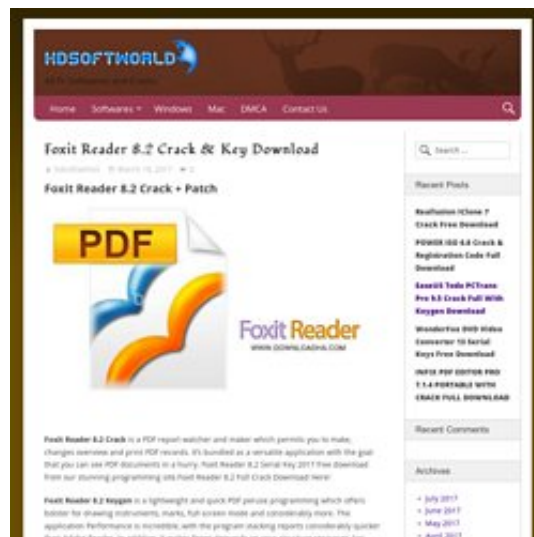 HDSOFTWORLD
Home Softwares Windows Mac DMCA Contact Us
Foxit Reader 8.2 Crack & Key Download
March 2017
Foxit Reader 8.2 Crack + Patch
PDF
Foxit Reader
WWW.DOWNLOADHA.COM
Foxit Reader 8.2 Crack is a PDF report watcher and maker which permits you to make,
changes overview and print PDF records. It's bundled as a versatile application with the goal
that you can see PDF documents in a hurry. Foxit Reader 8.2 Serial Key 2017 free download
from our stunning programming site.Foxit Reader 8.2 Full Crack Download Here!
Foxit Reader 8.2 Keygen is a lightweight and quick PDF peruse programming which offers
bolster for drawing instruments, marks, full-screen mode and considerably more. The
application Performance is incredible, with the program stacking reports considerably quicker
Search ...
Recent Posts
Reallusion iClone 7
Crack Free Download
POWER ISO 6.8 Crack &
Registration Code Full
Download
EaseUS Todo PCTrans
Pro 9.5 Crack Full With
Keygen Download
WonderFox DVD Video
Converter 13 Serial
Keys Free Download
INFIX PDF EDITOR PRO
7.1.4 PORTABLE WITH
CRACK FULL DOWNLOAD
Recent Comments
Archives
July 2017
June 2017
May 2017
April 2017